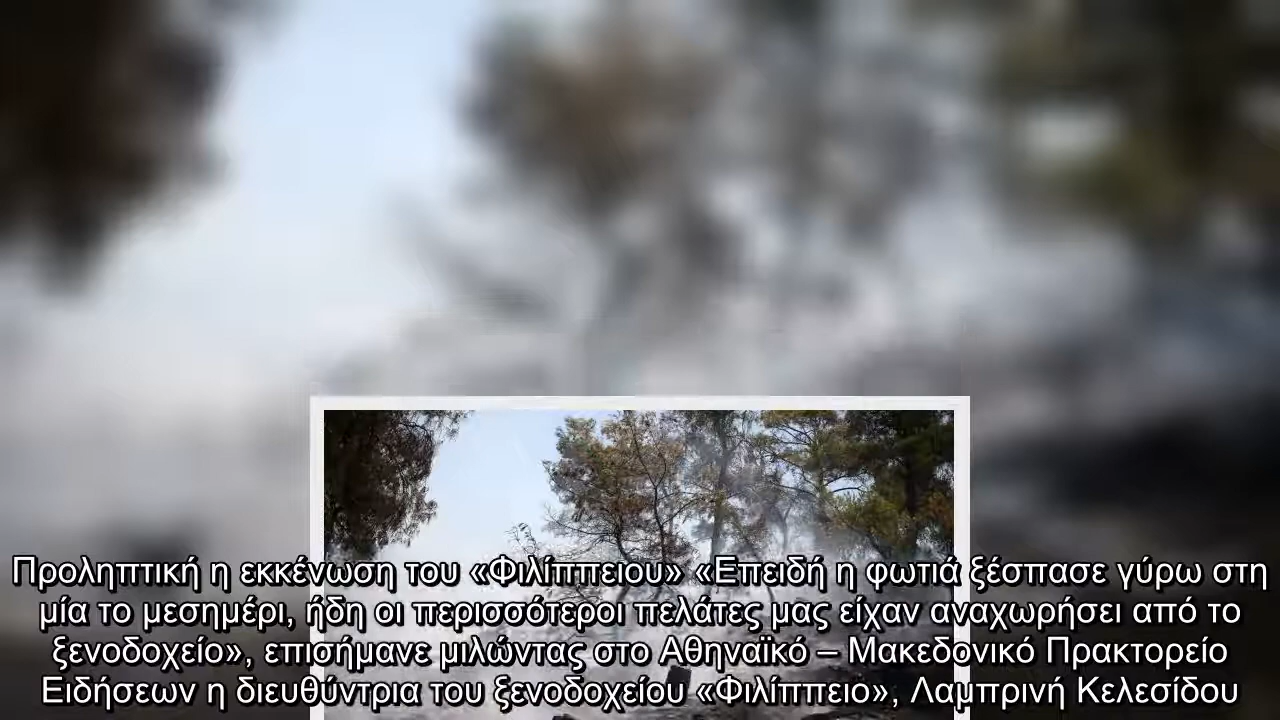 Προληπτική η εκκένωση του «Φιλίππειου» «Επειδή η φωτιά ξέσπασε γύρω στη
μία το μεσημέρι, ήδη οι περισσότεροι πελάτες μας είχαν αναχωρήσει από το
ξενοδοχείο», επισήμανε μιλώντας στο Αθηναϊκό – Μακεδονικό Πρακτορείο
Ειδήσεων η διευθύντρια του ξενοδοχείου «Φιλίππειο», Λαμπρινή Κελεσίδου